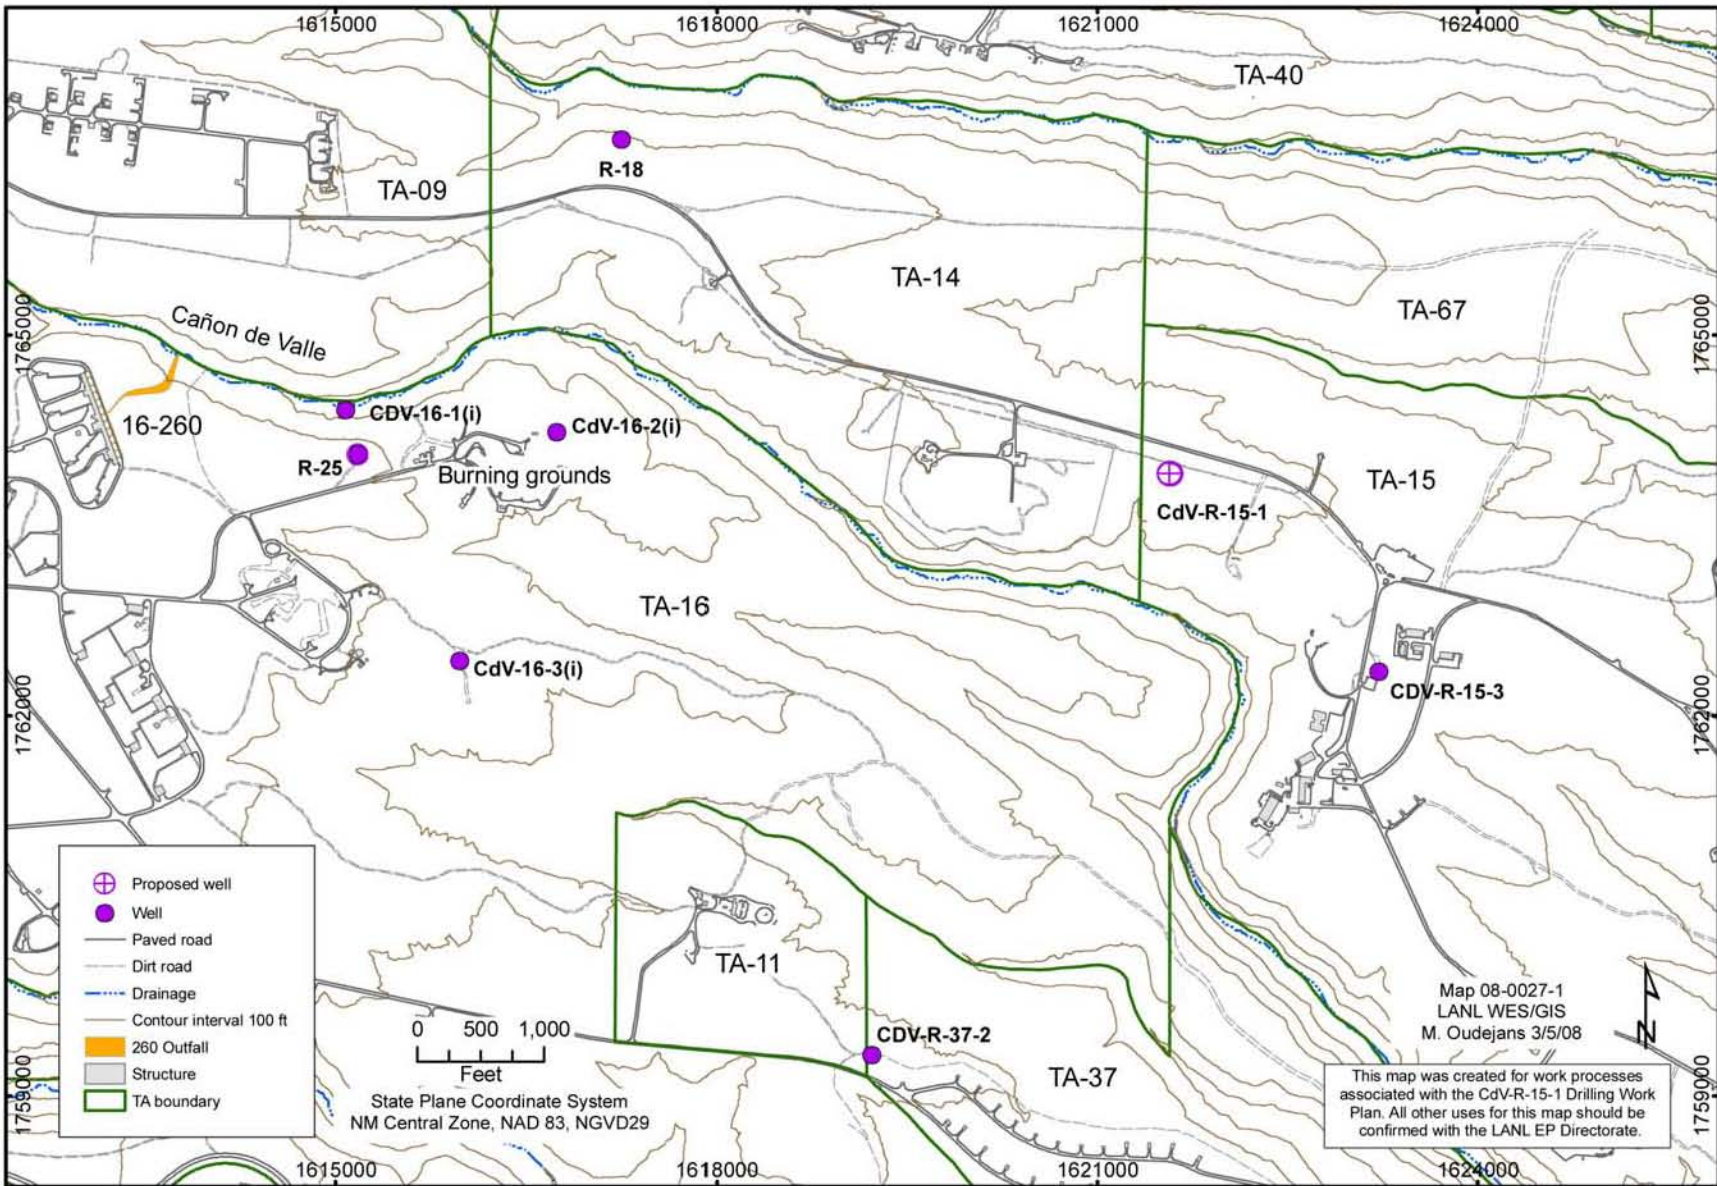 1615000
1618000
1621000
1624000
TA-40
R-18
TA-09
TA-14
TA-67
1765000
1765000
Cañon de Valle
CDV-16-1(i)
CdV-16-2(i)
16-260
R-25
Burning grounds
TA-15
CdV-R-15-1
TA-16
CdV-16-3(i)
CDV-R-15-3
1762000
1762000
Proposed well
Well
Paved road
Dirt road
Drainage
Contour interval 100 ft
260 Outfall
Structure
TA boundary
TA-11
0 500 1,000
Feet
State Plane Coordinate System
NM Central Zone, NAD 83, NGVD29
CDV-R-37-2
TA-37
Map 08-0027-1
LANL WES/GIS
M. Oudejans 3/5/08
N
This map was created for work processes
associated with the CdV-R-15-1 Drilling Work
Plan. All other uses for this map should be
confirmed with the LANL EP Directorate.
1759000
1759000
1615000
1618000
1621000
1624000